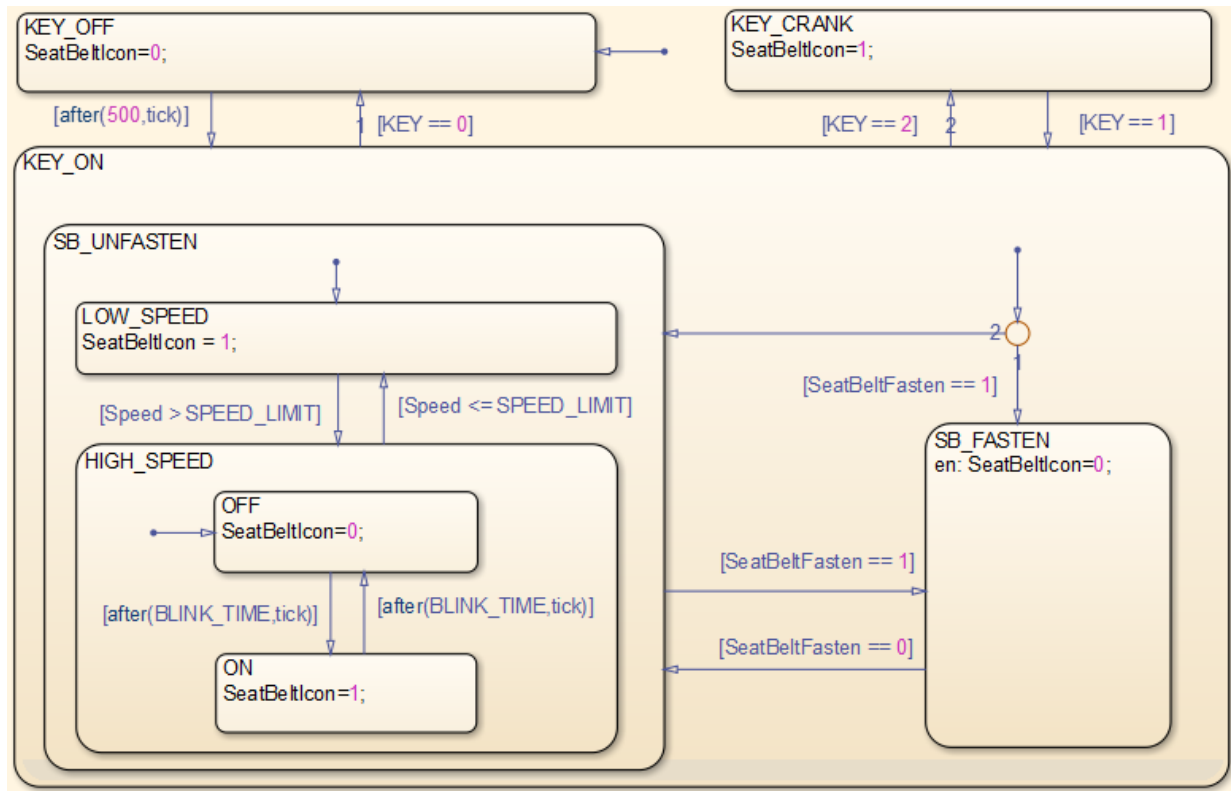 KEY_OFF
SeatBeltIcon=0;
KEY_CRANK
SeatBeltIcon=1;
[after(500,tick)]
1
[KEY == 0]
[KEY == 2]
2
[KEY == 1]
KEY_ON
SB_UNFASTEN
LOW_SPEED
SeatBeltIcon = 1;
2
1
[SeatBeltFasten == 1]
[Speed > SPEED_LIMIT]
[Speed <= SPEED_LIMIT]
SB_FASTEN
en: SeatBeltIcon=0;
HIGH_SPEED
OFF
SeatBeltIcon=0;
[SeatBeltFasten == 1]
[after(BLINK_TIME,tick)]
[after(BLINK_TIME,tick)]
[SeatBeltFasten == 0]
ON
SeatBeltIcon=1;